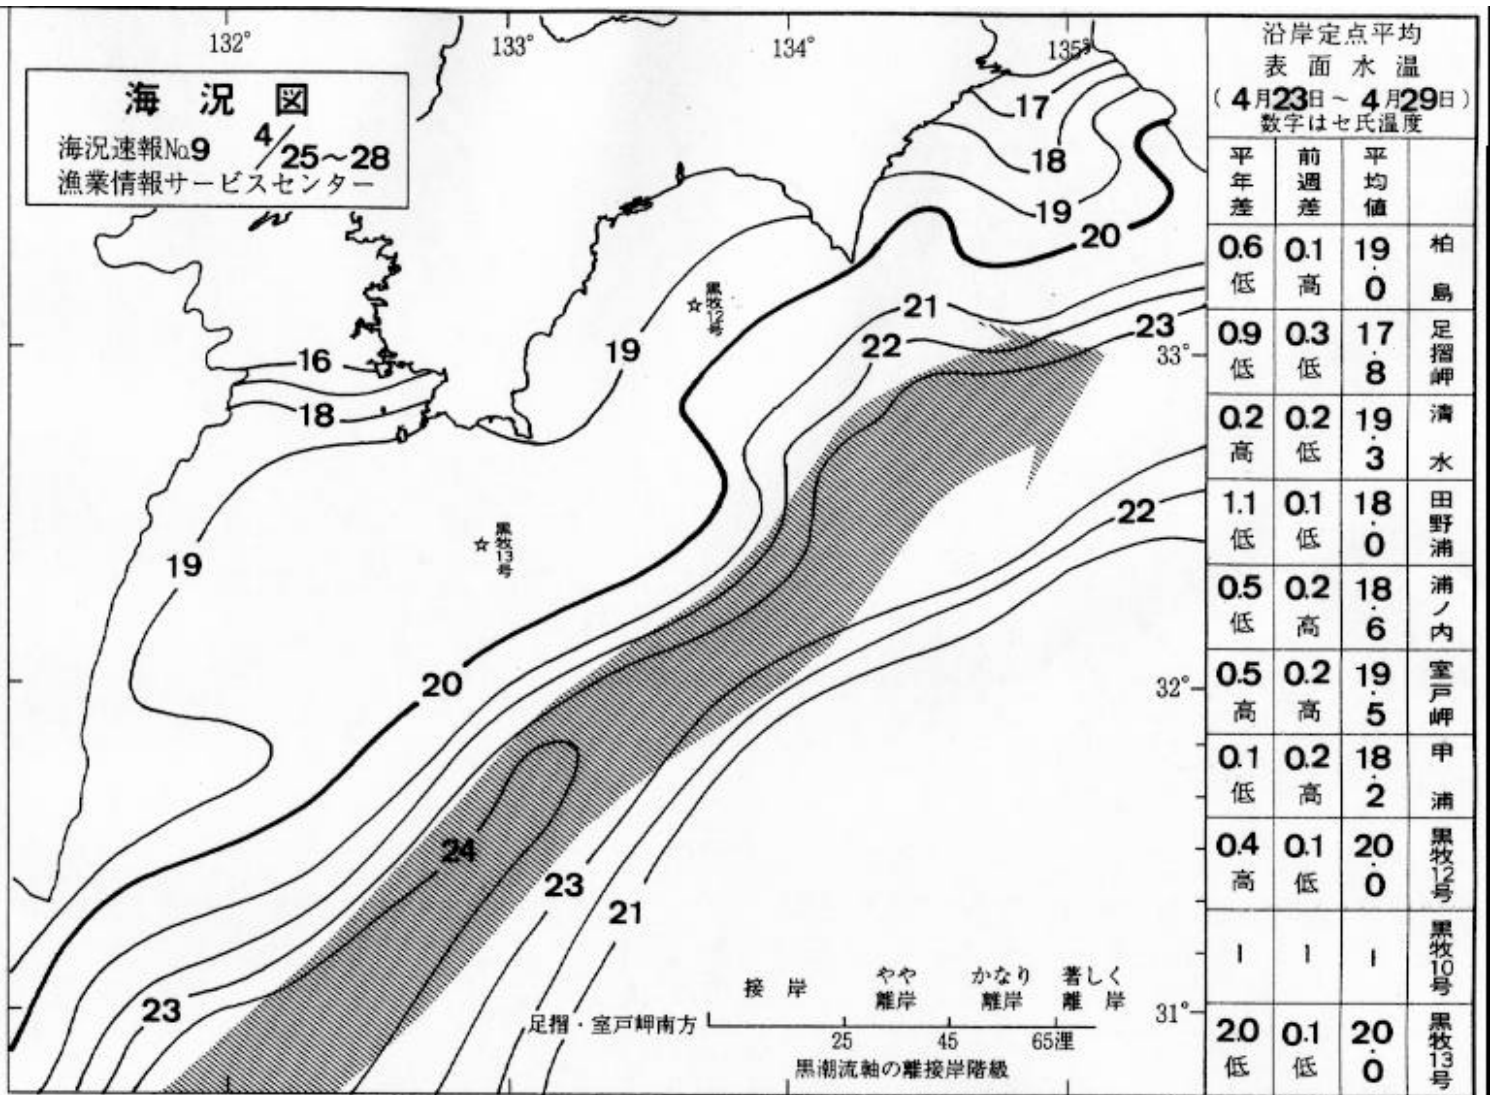 132°
133°
134°
135°
海況図
海況速報No.9 4/25~28
漁業情報サービスセンター
17
18
19
20
21
22
23
黒牧12号
19
16
18
33°
黒牧13号
19
22
20
32°
24
23
21
23
31°
接岸 やや離岸 かなり離岸 著しく離岸
足摺・室戸岬南方
25 45 65浬
黒潮流軸の離接岸階級
沿岸定点平均
表面水温
(4月23日~4月29日)
数字はセ氏温度
平年差 前週差 平均値
0.6低 0.1高 19.0 柏島
0.9低 0.3低 17.8 足摺岬
0.2高 0.2低 19.3 清水
1.1低 0.1低 18.0 田野浦
0.5低 0.2高 18.6 浦ノ内
0.5高 0.2高 19.5 室戸岬
0.1低 0.2高 18.2 甲浦
0.4高 0.1低 20.0 黒牧12号
ー ー ー 黒牧10号
2.0低 0.1低 20.0 黒牧13号